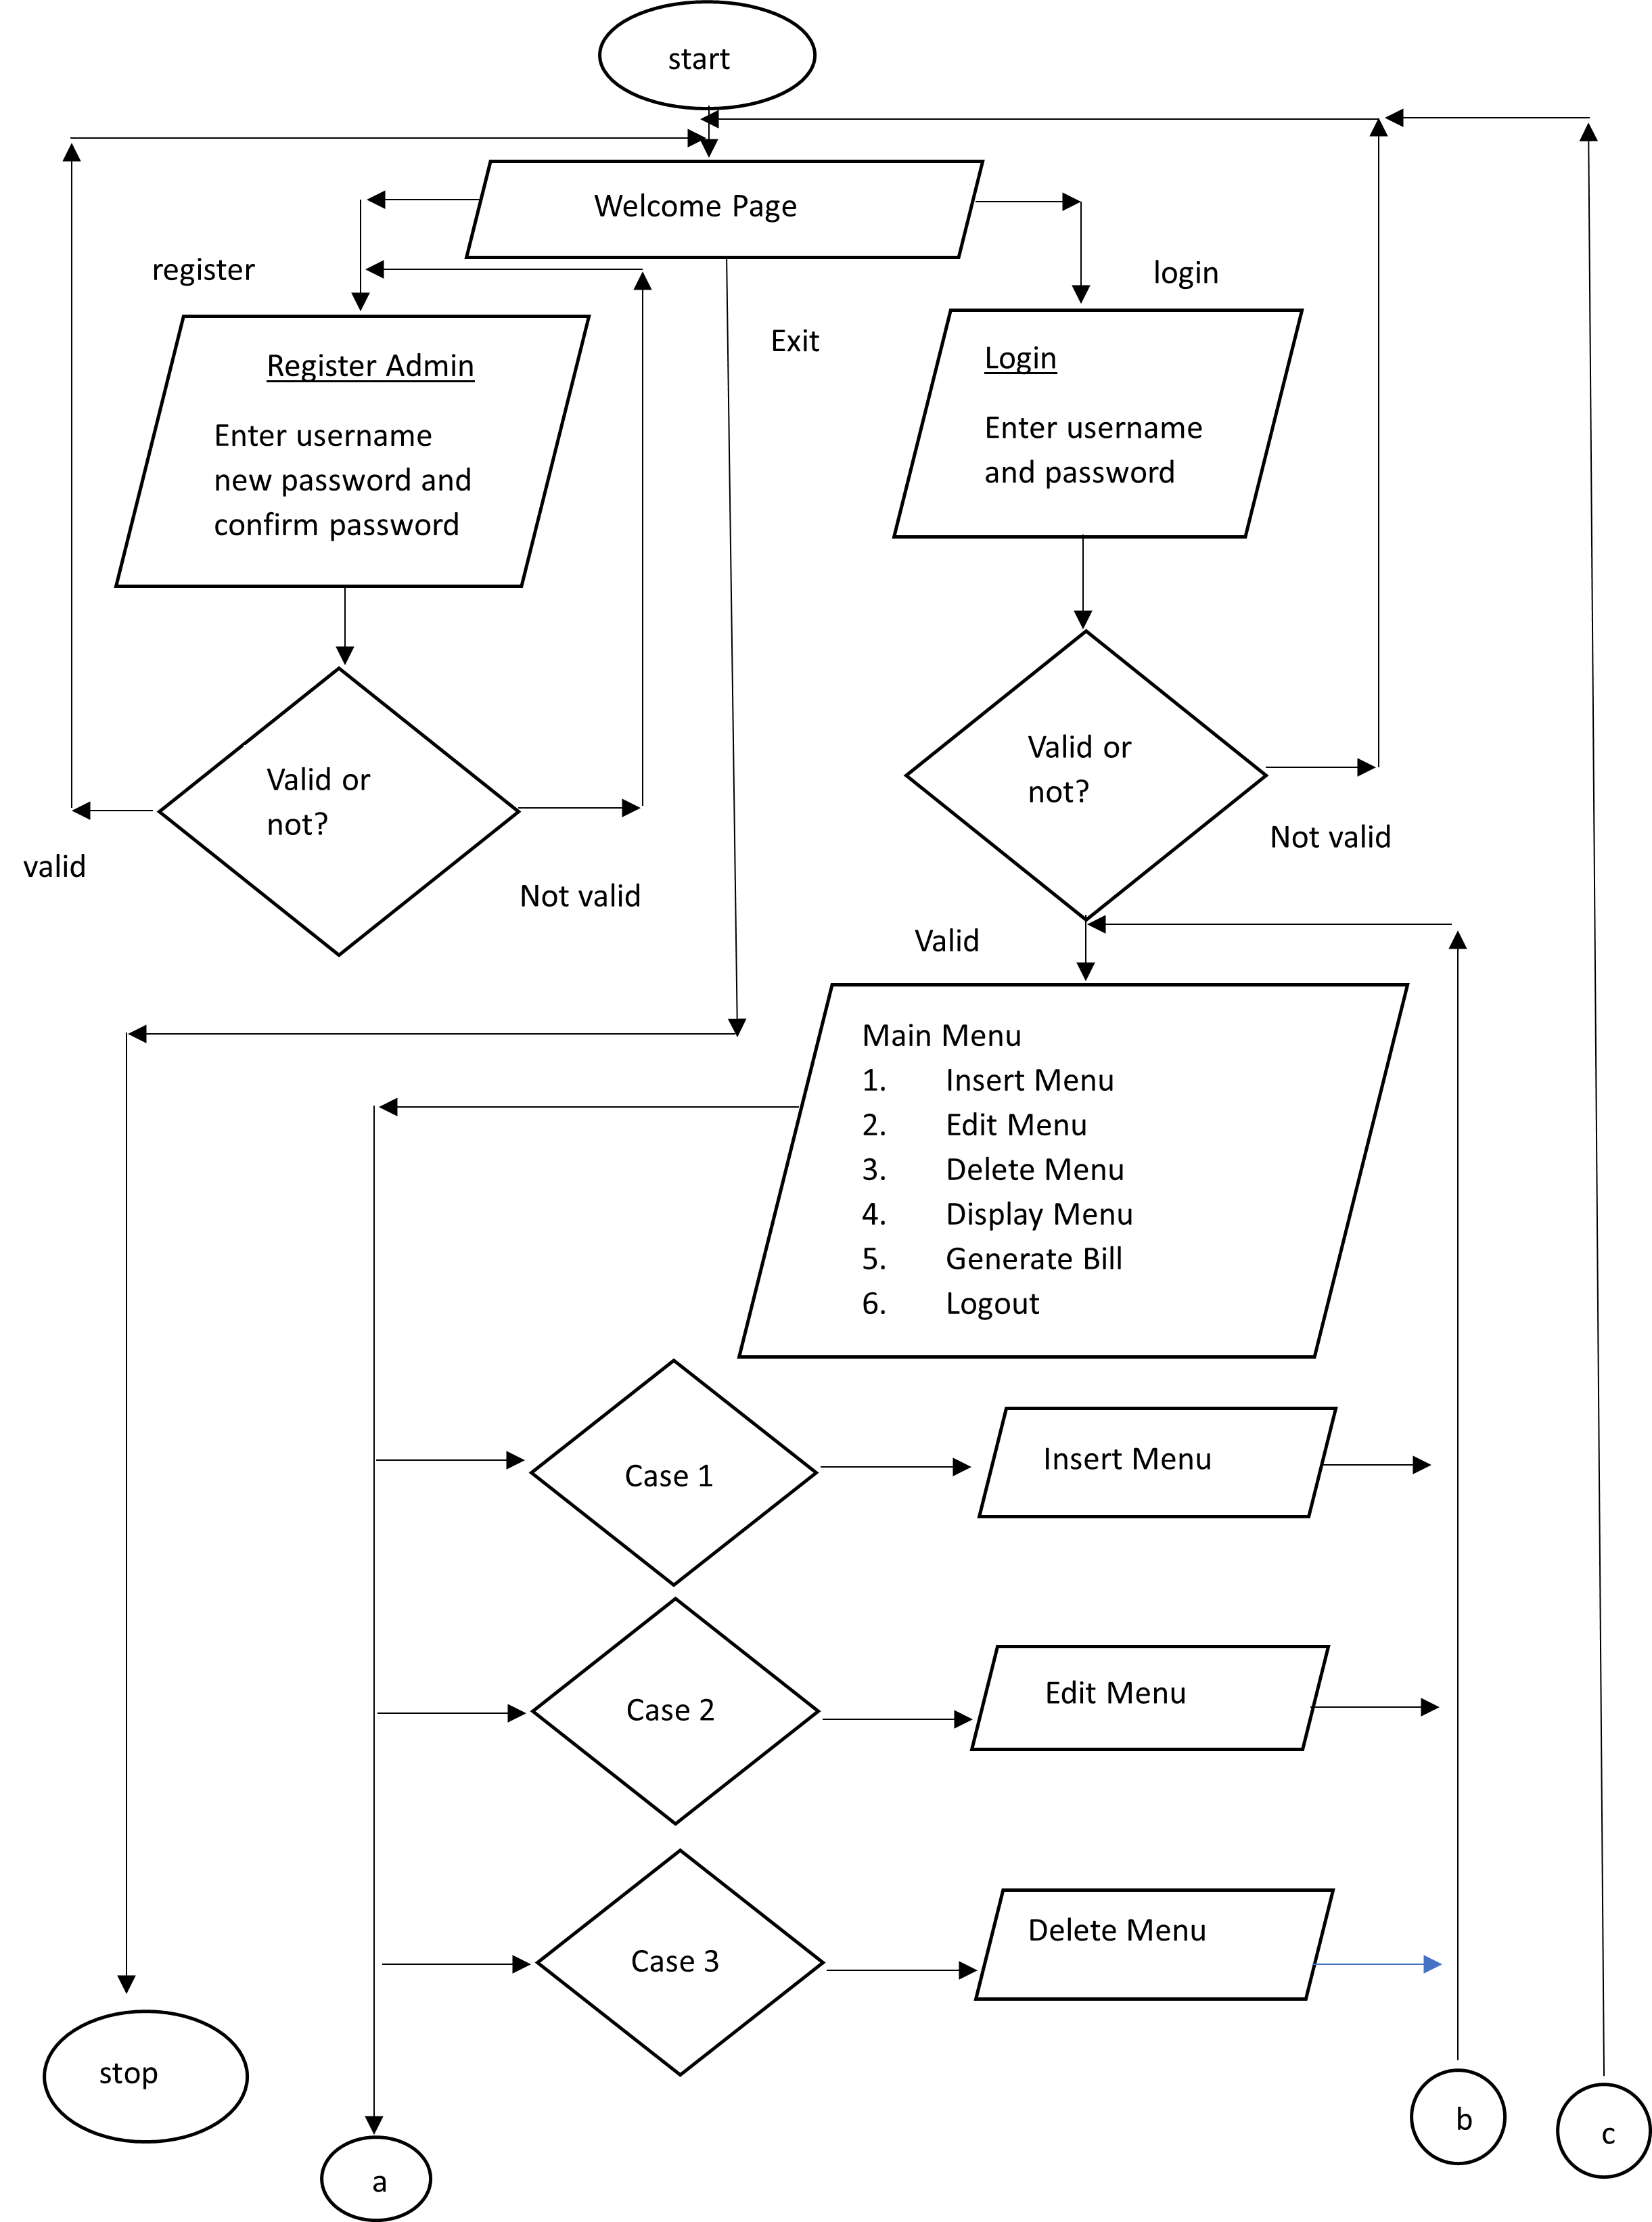 start
Welcome Page
register
login
Exit
Register Admin
Enter username
new password and
confirm password
Login
Enter username
and password
Valid or
not?
valid
Not valid
Valid or
not?
Not valid
Valid
Main Menu
1. Insert Menu
2. Edit Menu
3. Delete Menu
4. Display Menu
5. Generate Bill
6. Logout
Case 1
Insert Menu
Case 2
Edit Menu
Case 3
Delete Menu
stop
a
b
c